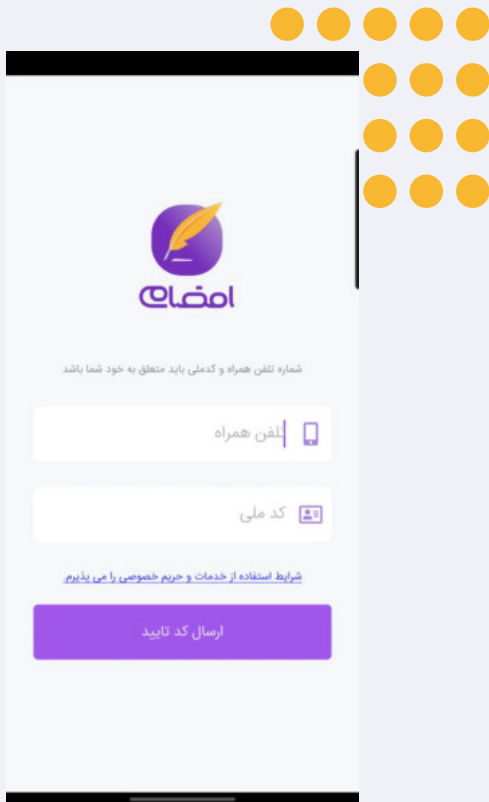 امضام
شماره تلفن همراه و کدملی باید متعلق به خود شما باشد
تلفن همراه
کد ملی
شرایط استفاده از خدمات و حریم خصوصی را می پذیرم.
ارسال کد تایید